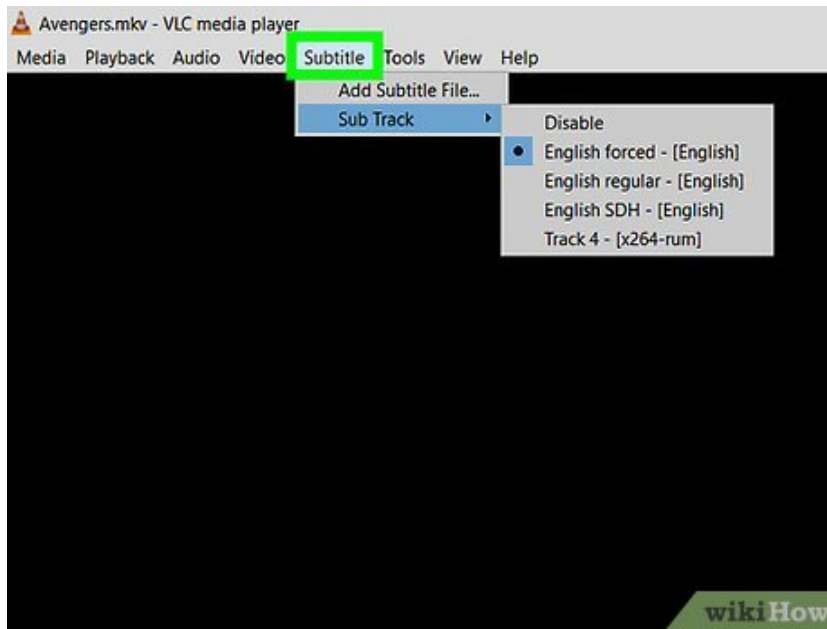 Avengers.mkv - VLC media player
Media Playback Audio Video Subtitle Tools View Help
Add Subtitle File...
Sub Track
Disable
English forced - [English]
English regular - [English]
English SDH - [English]
Track 4 - [x264-rum]
wikiHow